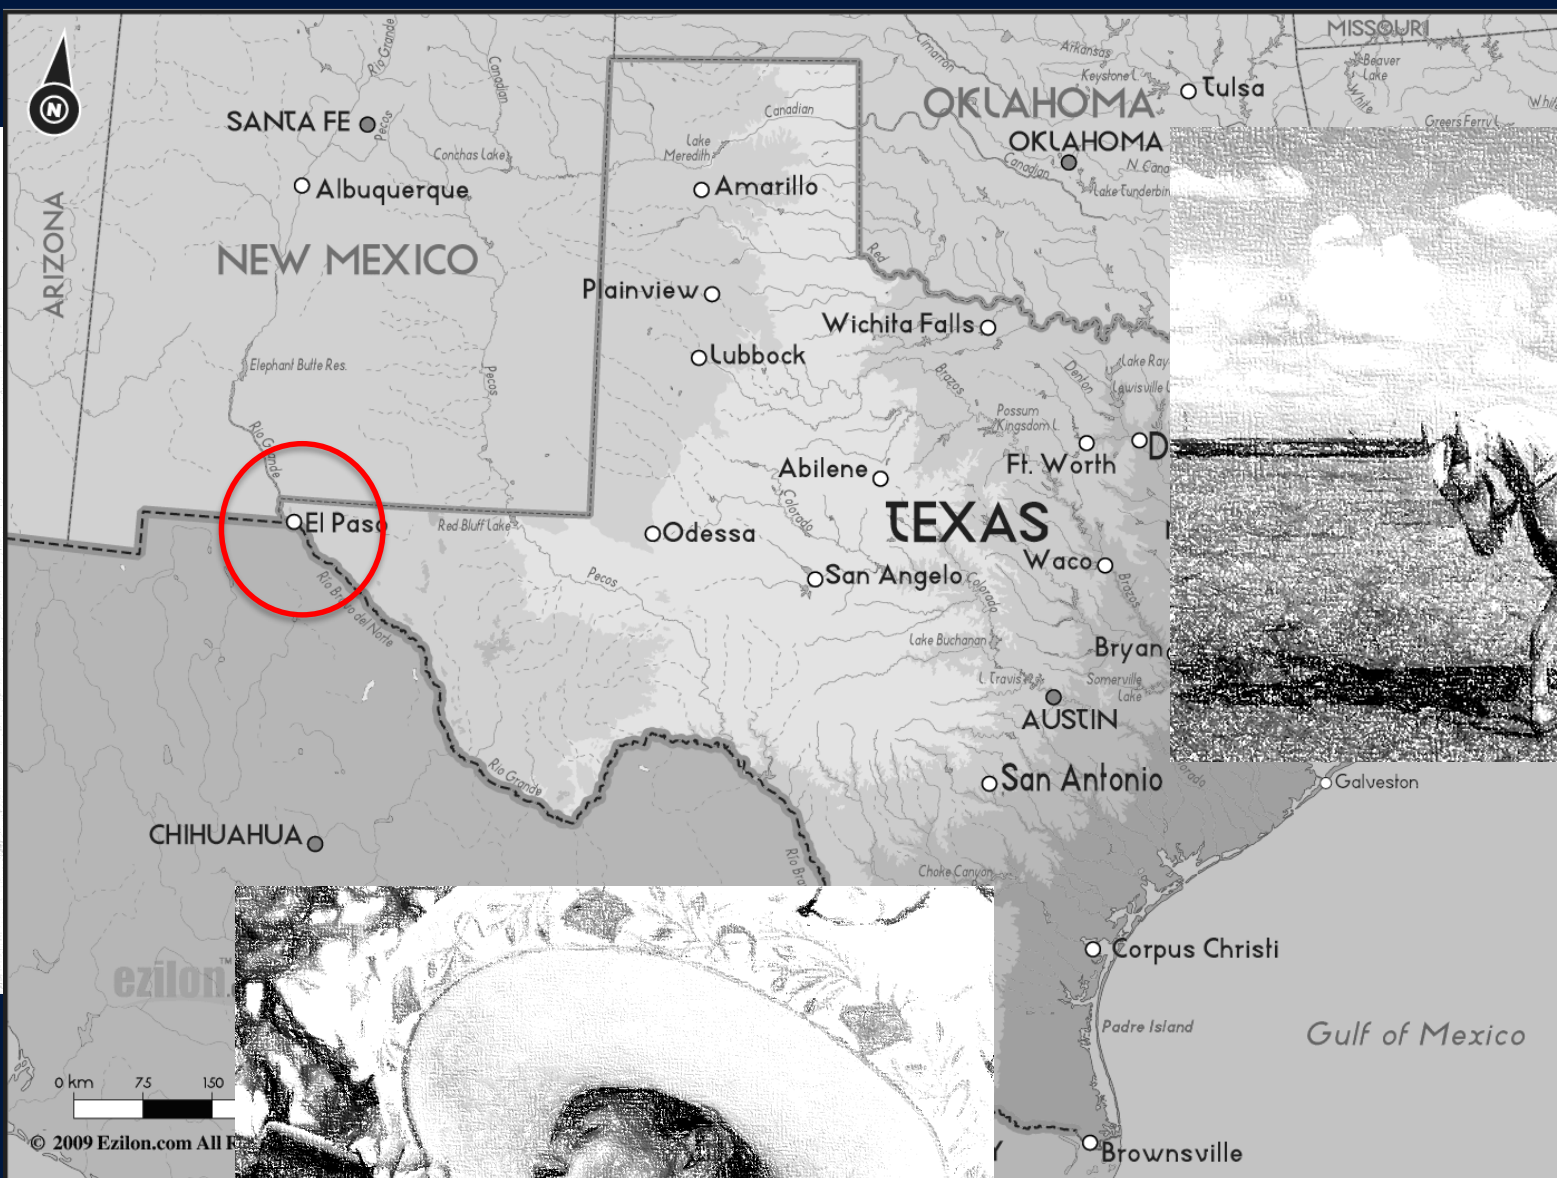 MISSOURI
Rio Grande
Canadian
Cimarron
Arkansas
Keystone L.
Beaver
Lake
White
White
Tulsa
OKLAHOMA
SANTA FE
Pecos
Canadian
Lake
Meredith
Greers Ferry L.
OKLAHOMA
Conchas Lake
Canadian
N. Cana
Albuquerque
Amarillo
Lake
ARIZONA
NEW MEXICO
Red
Plainview
Wichita Falls
Lubbock
Lake Ray
Elephant Butte Res.
Pecos
Brazos
Denton
Lewisville
Possum
Kingsdom L.
Rio Grande
Ft. Worth
D
Abilene
Colorado
TEXAS
El Paso
Red Bluff Lake
Odessa
Waco
Pecos
San Angelo
Colorado
Brazos
Rio Bravo del Norte
Lake Buchanan
Bryan
L. Travis
Somerville
Lake
AUSTIN
Rio Grande
San Antonio
Galveston
CHIHUAHUA
Rio Bra
Choke Canyon
Corpus Christi
ezilon
TM
Padre Island
Gulf of Mexico
0 km 75 150
© 2009 Ezilon.com All
Brownsville
N